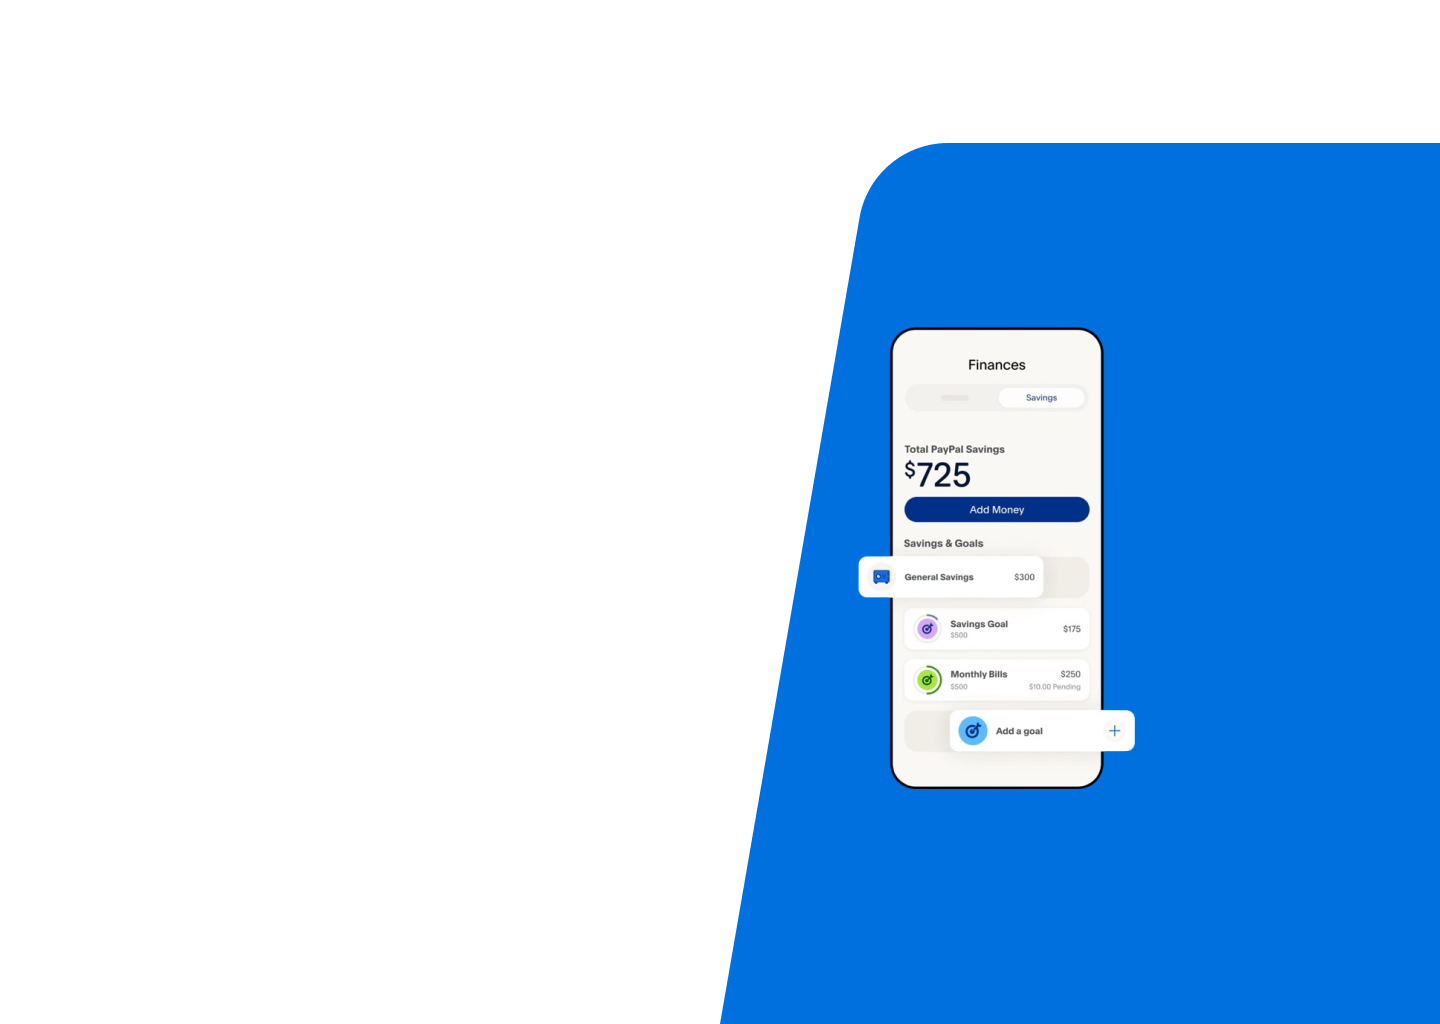 Finances
Savings
Total PayPal Savings
$725
Add Money
Savings & Goals
General Savings $300
Savings Goal $175
$500
Monthly Bills $250
$500 $10.00 Pending
Add a goal